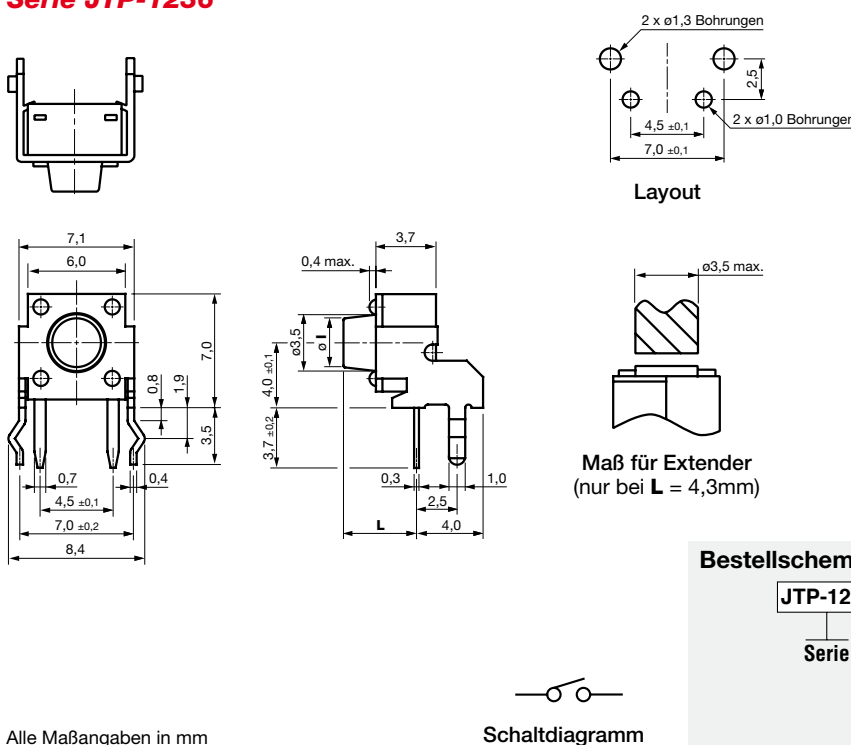 Serie JTP-1236
2 x ø1,3 Bohrungen
2,5
4,5 ±0,1
2 x ø1,0 Bohrungen
7,0 ±0,1
Layout
7,1
6,0
7,0
0,8
1,9
3,5
0,7
0,4
4,5 ±0,1
7,0 ±0,2
8,4
3,7
0,4 max.
ø3,5
ø I
4,0 ±0,1
3,7 ±0,2
0,3
1,0
2,5
L
4,0
ø3,5 max.
Maß für Extender
(nur bei L = 4,3mm)
Bestellschem
JTP-12
Serie
Schaltdiagramm
Alle Maßangaben in mm